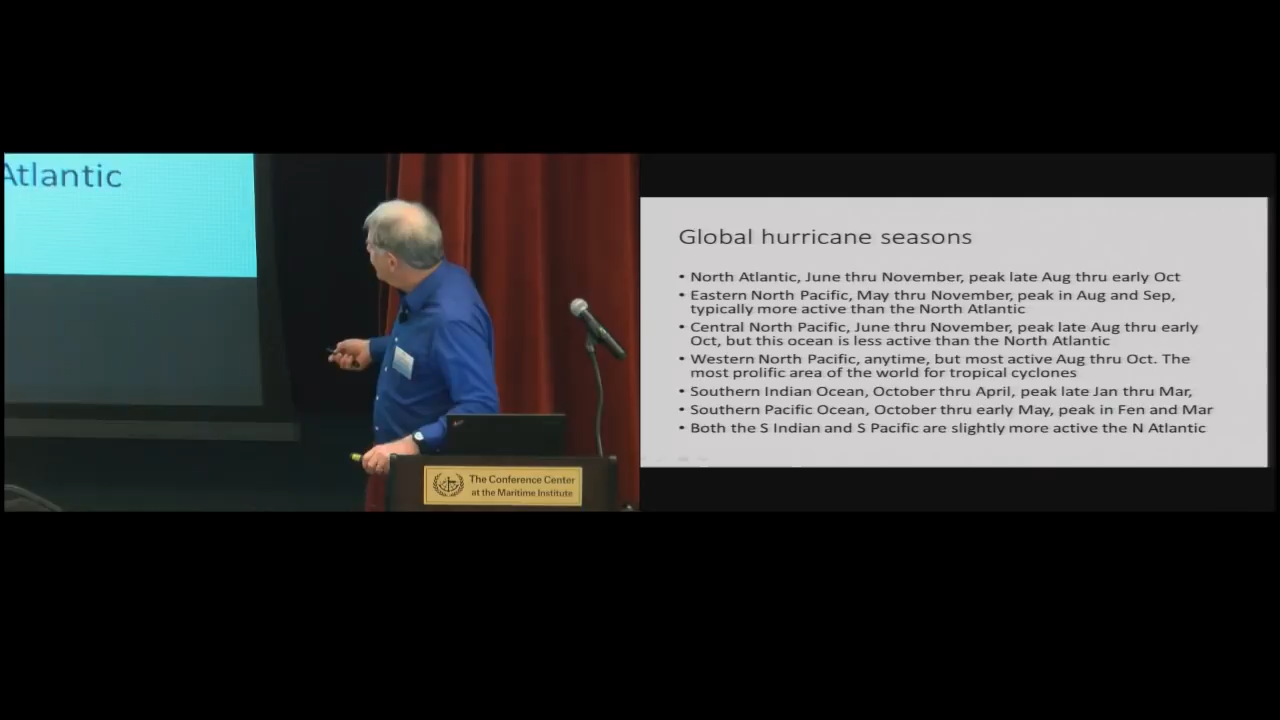 Atlantic
The Conference Center
at the Maritime Institute
Global hurricane seasons
• North Atlantic, June thru November, peak late Aug thru early Oct
• Eastern North Pacific, May thru November, peak in Aug and Sep,
typically more active than the North Atlantic
• Central North Pacific, June thru November, peak late Aug thru early
Oct, but this ocean is less active than the North Atlantic
• Western North Pacific, anytime, but most active Aug thru Oct. The
most prolific area of the world for tropical cyclones
• Southern Indian Ocean, October thru April, peak late Jan thru Mar,
• Southern Pacific Ocean, October thru early May, peak in Fen and Mar
• Both the S Indian and S Pacific are slightly more active the N Atlantic